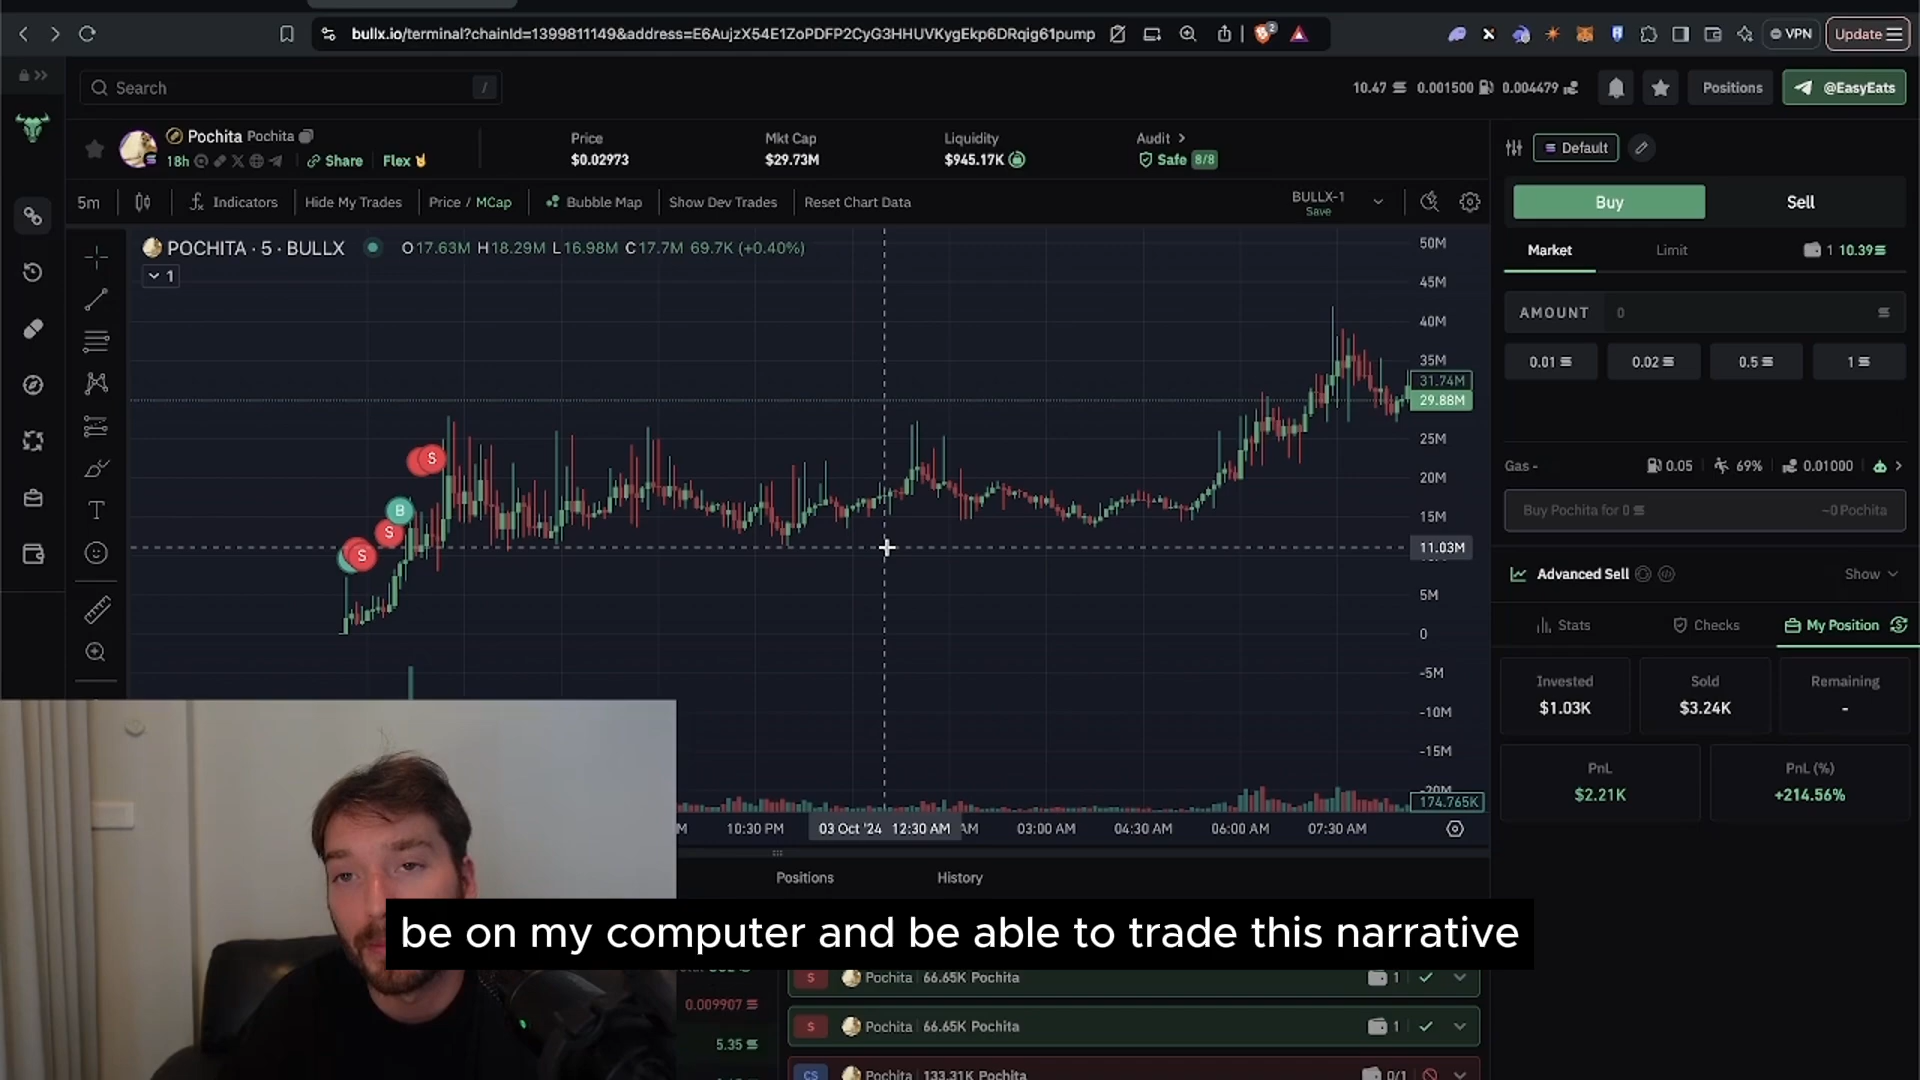 bullx.io/terminal?chainId=1399811149&address=E6AujzX54E1ZoPDFP2CyG3HHUVKygEkp6DRqig61pump
2
VPN
Update
Search
/
10.47
0.001500
0.004479
Positions
@EasyEats
Pochita Pochita
18h
Share
Flex
Price
$0.02973
Mkt Cap
$29.73M
Liquidity
$945.17K
Audit >
Safe 8/8
Default
5m
Indicators
Hide My Trades
Price / MCap
Bubble Map
Show Dev Trades
Reset Chart Data
BULLX-1
Save
Buy
Sell
POCHITA · 5 · BULLX
O17.63M H18.29M L16.98M C17.7M 69.7K (+0.40%)
1
Market
Limit
1 10.39
AMOUNT
0
0.01
0.02
0.5
1
Gas -
0.05
69%
0.01000
Buy Pochita for 0
~0 Pochita
Advanced Sell
Show
Stats
Checks
My Position
Invested
$1.03K
Sold
$3.24K
Remaining
-
PnL
$2.21K
PnL (%)
+214.56%
50M
45M
40M
35M
31.74M
29.88M
25M
20M
15M
11.03M
5M
0
-5M
-10M
-15M
-20M
174.765K
S
B
S
S
M
10:30 PM
03 Oct '24 12:30 AM
AM
03:00 AM
04:30 AM
06:00 AM
07:30 AM
Positions
History
be on my computer and be able to trade this narrative
S
Pochita
66.65K Pochita
1
0.009907
S
Pochita
66.65K Pochita
1
5.35
CS
Pochita
133.31K Pochita
0/1